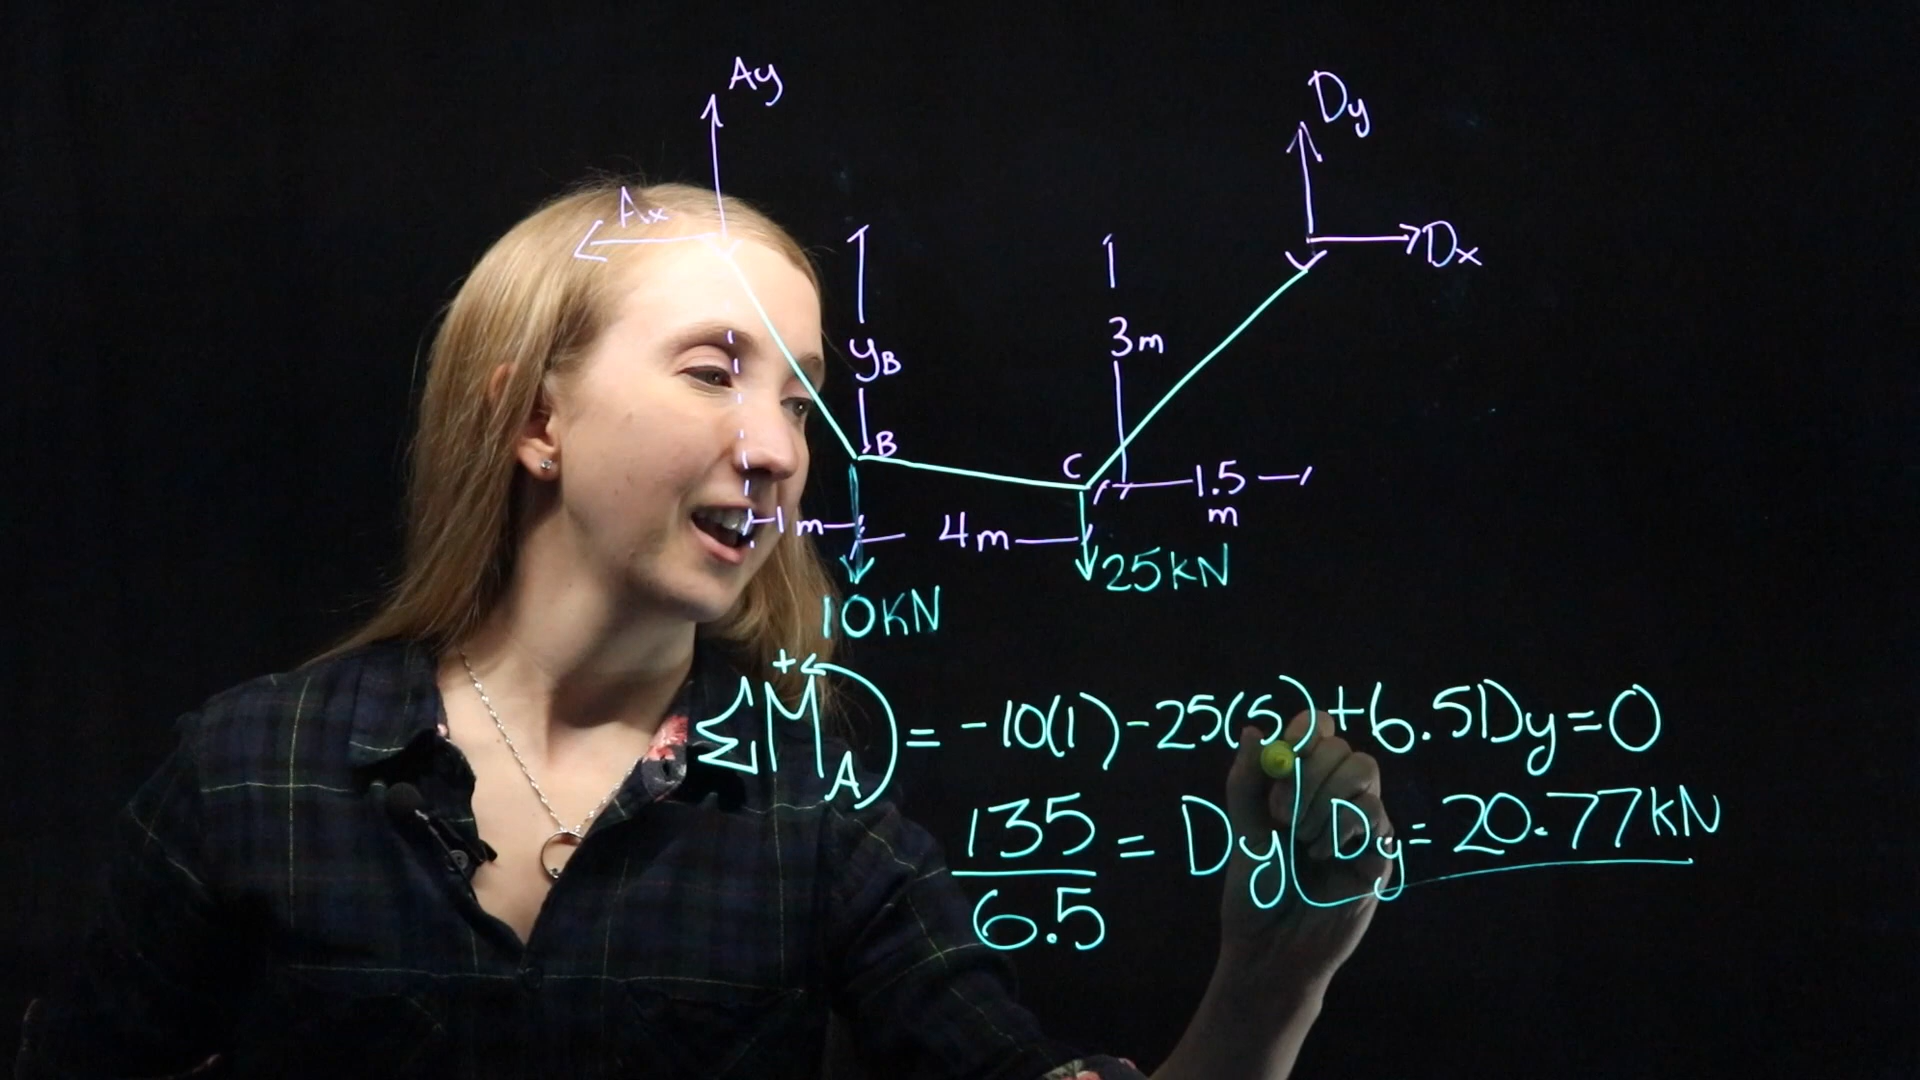 Ay
Dy
Ax
Dx
3m
yB
B
C
1.5
m
1m
4m
25KN
10KN
+
ΣMA = -10(1)-25(5)+6.5Dy=0
135/6.5 = Dy
Dy=20.77KN